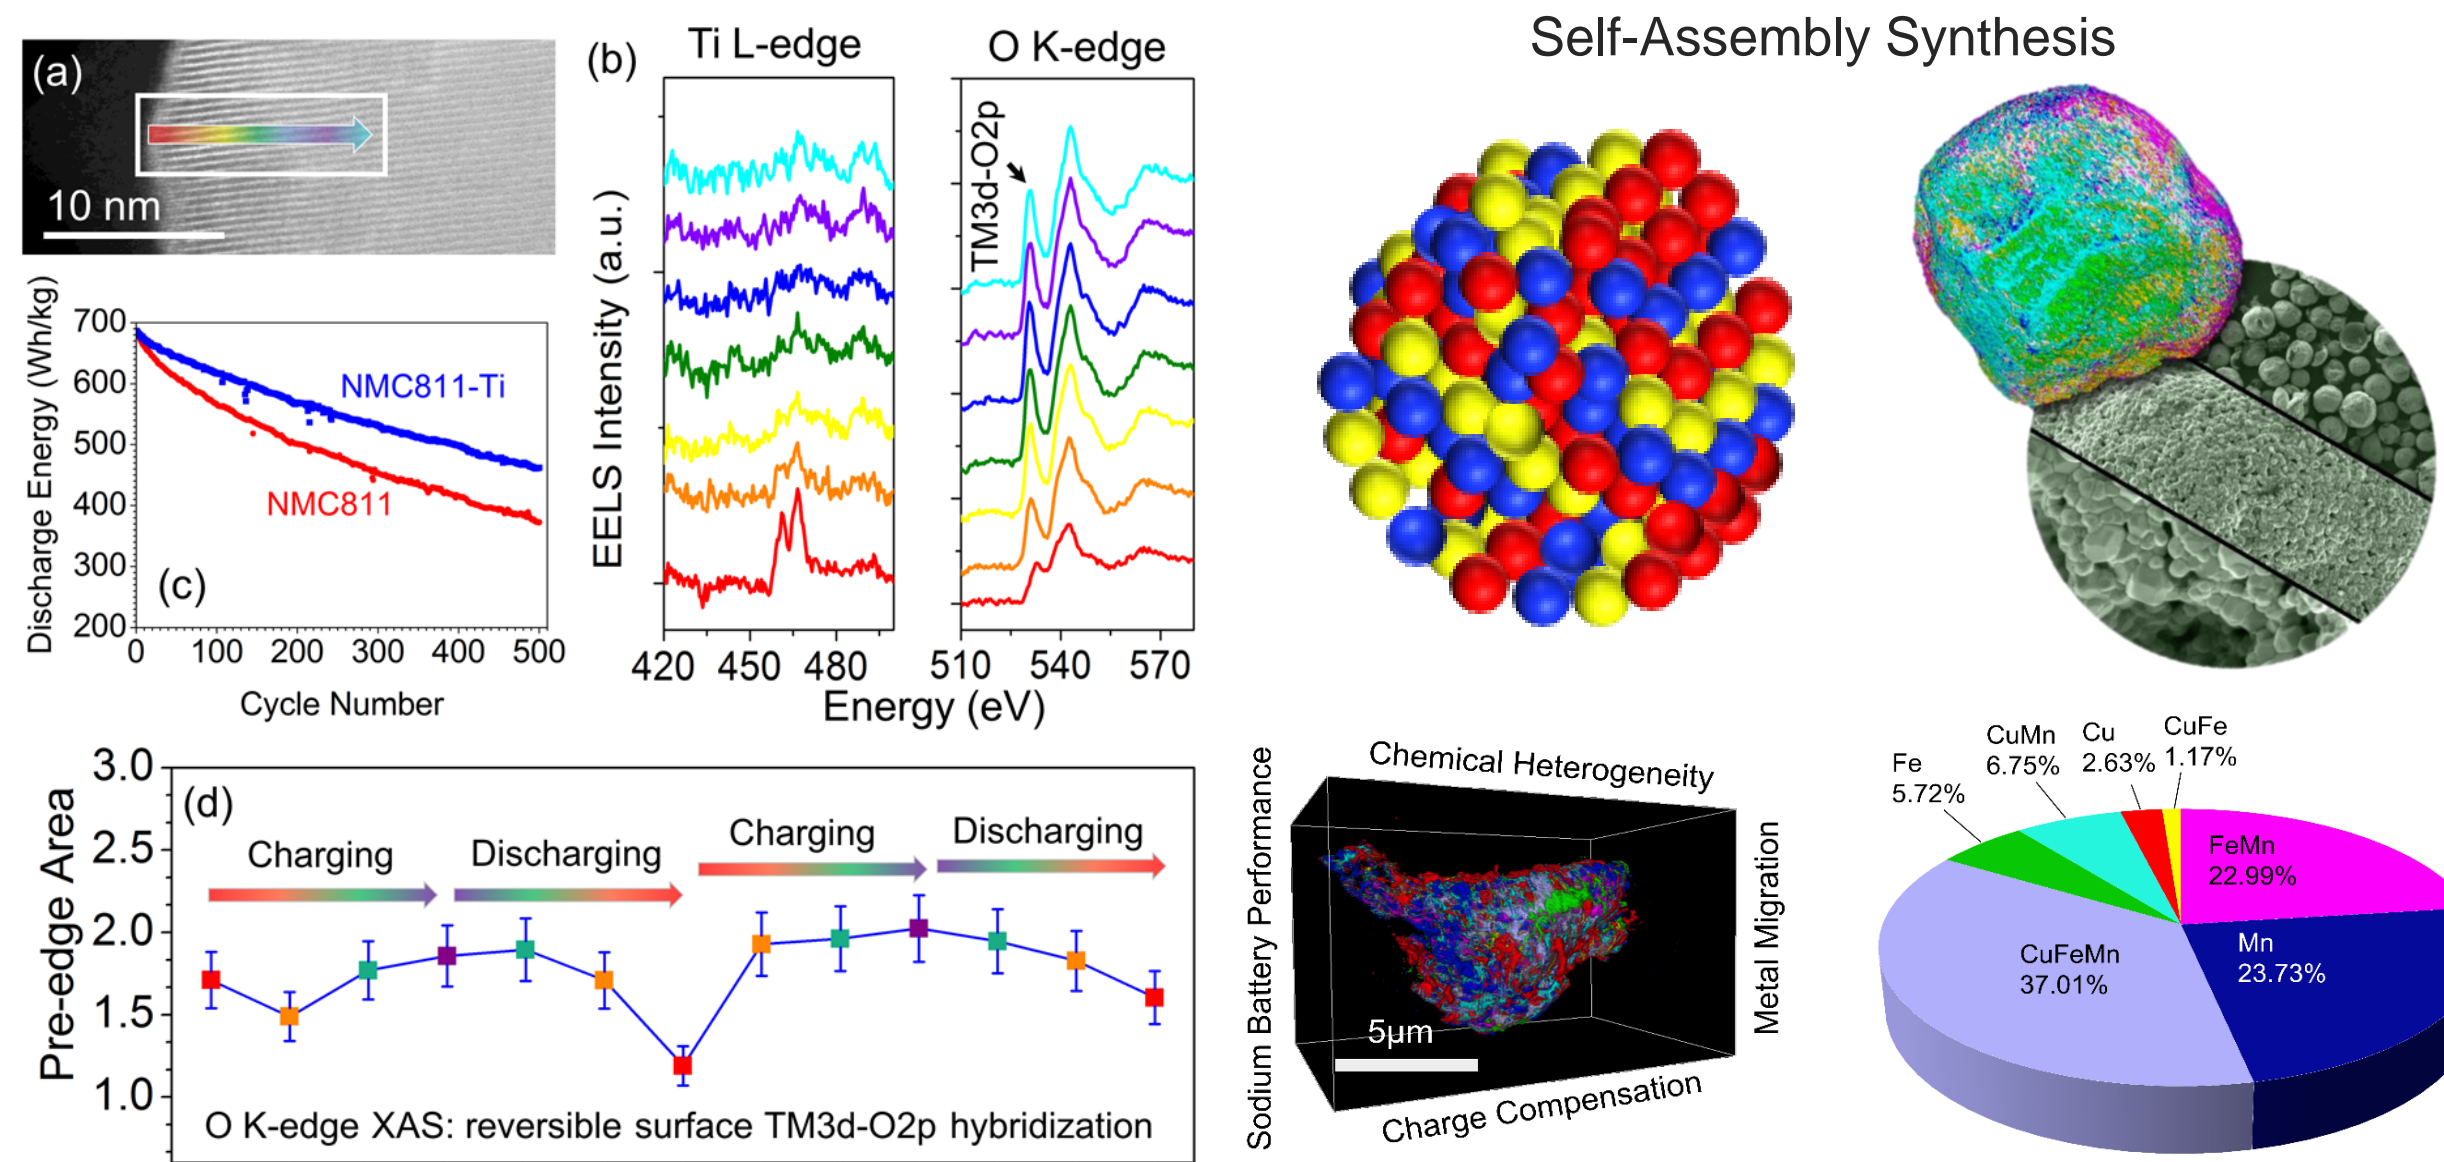 (a)
10 nm
(b)
Ti L-edge
O K-edge
TM3d-O2p
EELS Intensity (a.u.)
420 450 480
510 540 570
Energy (eV)
Discharge Energy (Wh/kg)
700
600
500
400
300
200
NMC811-Ti
NMC811
(c)
0 100 200 300 400 500
Cycle Number
Self-Assembly Synthesis
3.0
2.5
2.0
1.5
1.0
Pre-edge Area
(d)
Charging
Discharging
Charging
Discharging
O K-edge XAS: reversible surface TM3d-O2p hybridization
Chemical Heterogeneity
Sodium Battery Performance
Metal Migration
Charge Compensation
5μm
Fe
5.72%
CuMn
6.75%
Cu
2.63%
CuFe
1.17%
FeMn
22.99%
Mn
23.73%
CuFeMn
37.01%